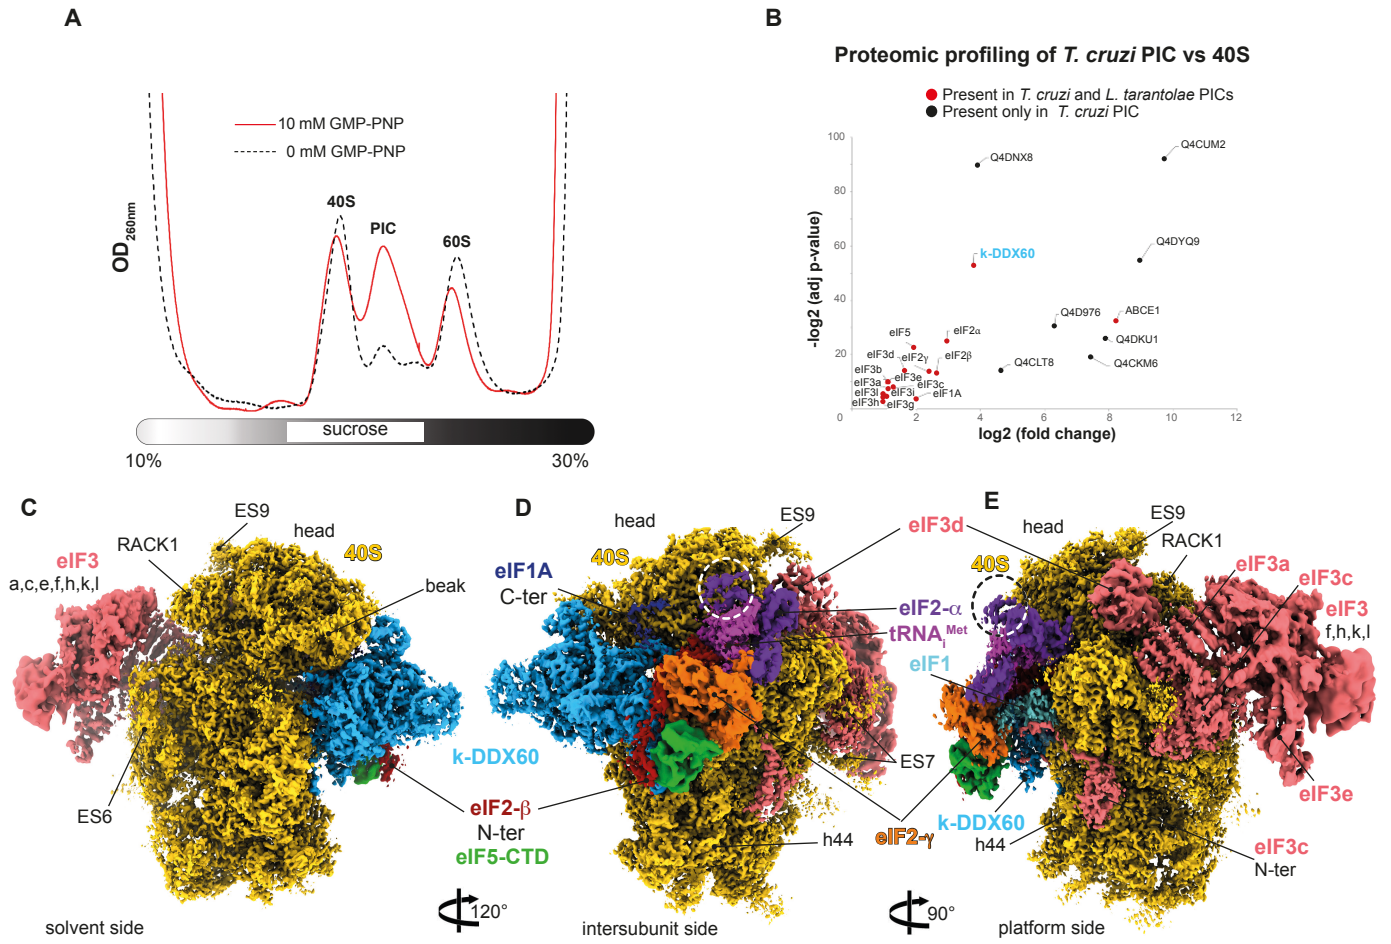 A
10 mM GMP-PNP
0 mM GMP-PNP
OD260nm
40S
PIC
60S
sucrose
10%
30%
B
Proteomic profiling of T. cruzi PIC vs 40S
Present in T. cruzi and L. tarantolae PICs
Present only in T. cruzi PIC
-log2 (adj p-value)
100
80
60
40
20
0
2
4
6
8
10
12
log2 (fold change)
Q4DNX8
Q4CUM2
k-DDX60
Q4DYQ9
Q4D976
ABCE1
Q4DKU1
Q4CLT8
Q4CKM6
eIF5
eIF2α
eIF3d
eIF2γ
eIF2β
eIF3b
eIF3e
eIF3a
eIF3c
eIF3l
eIF3i
eIF1A
eIF3h
eIF3g
C
ES9
head
RACK1
40S
eIF3
a,c,e,f,h,k,l
beak
k-DDX60
ES6
eIF2-β
N-ter
eIF5-CTD
solvent side
120°
D
head
ES9
40S
eIF1A
C-ter
eIF3d
eIF2-α
tRNAiMet
eIF1
ES7
eIF2-γ
h44
intersubunit side
90°
E
head
ES9
RACK1
40S
eIF3a
eIF3c
eIF3
f,h,k,l
eIF3e
k-DDX60
h44
eIF3c
N-ter
platform side